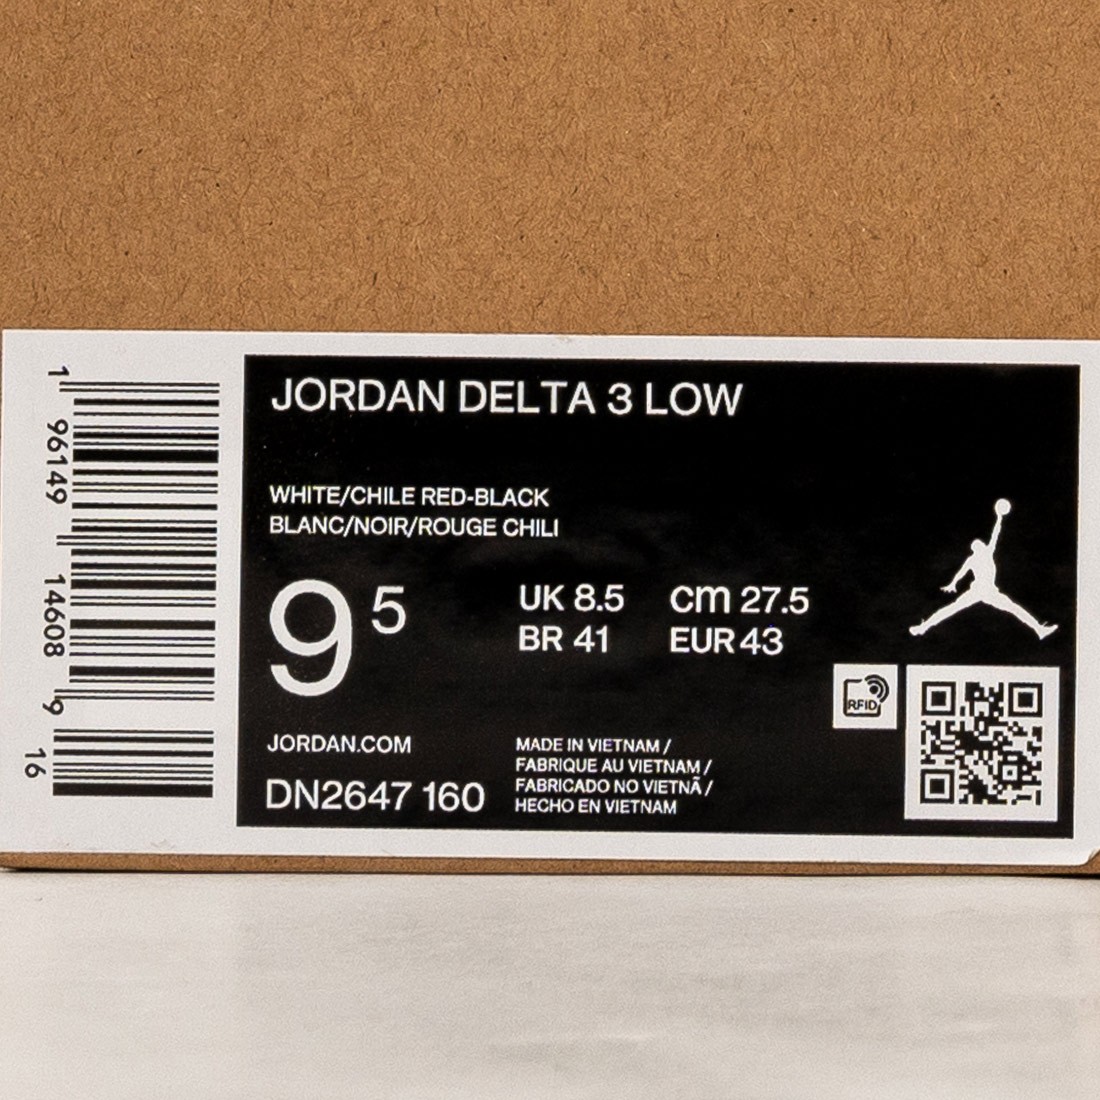 JORDAN DELTA 3 LOW
WHITE/CHILE RED-BLACK
BLANC/NOIR/ROUGE CHILI
9 5
UK 8.5 cm 27.5
BR 41 EUR 43
RFID
JORDAN.COM
DN2647 160
MADE IN VIETNAM /
FABRIQUE AU VIETNAM /
FABRICADO NO VIETNÃ /
HECHO EN VIETNAM
1 96149 14608 9 16